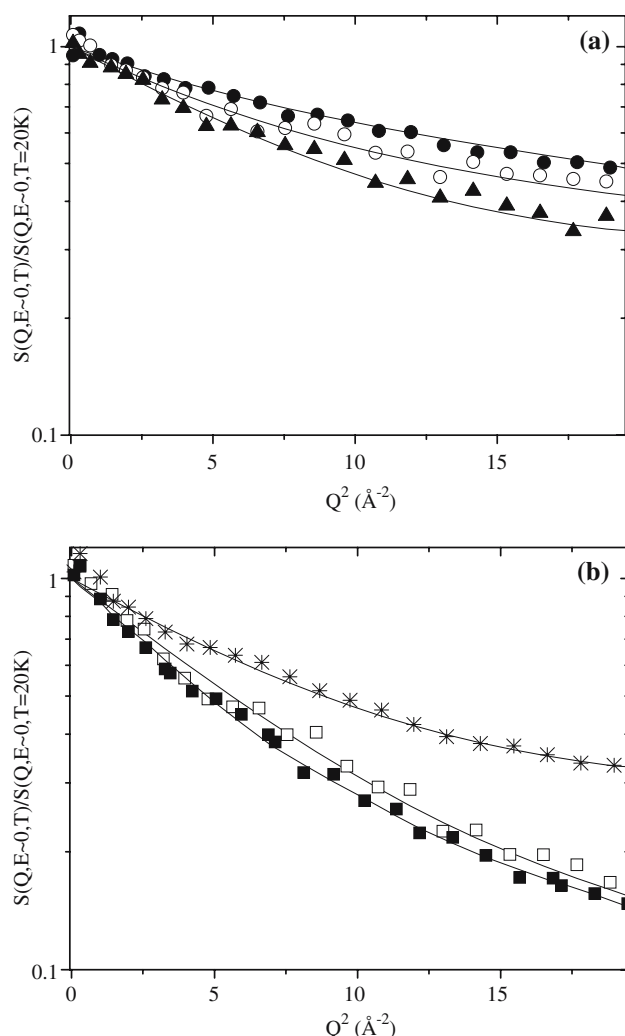 (a)
1
0.1
S(Q,E~0,T)/S(Q,E~0,T=20K)
0 5 10 15
Q² (Å⁻²)
(b)
1
0.1
S(Q,E~0,T)/S(Q,E~0,T=20K)
0 5 10 15
Q² (Å⁻²)